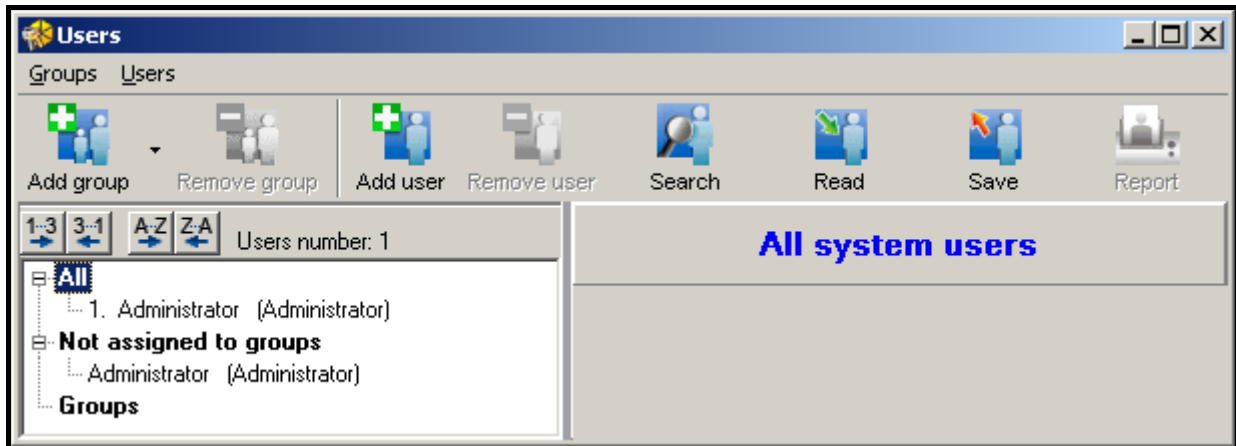 Users
Groups Users
Add group Remove group Add user Remove user Search Read Save Report
1--3 3--1 A-Z Z-A Users number: 1
All system users
All
1. Administrator (Administrator)
Not assigned to groups
Administrator (Administrator)
Groups